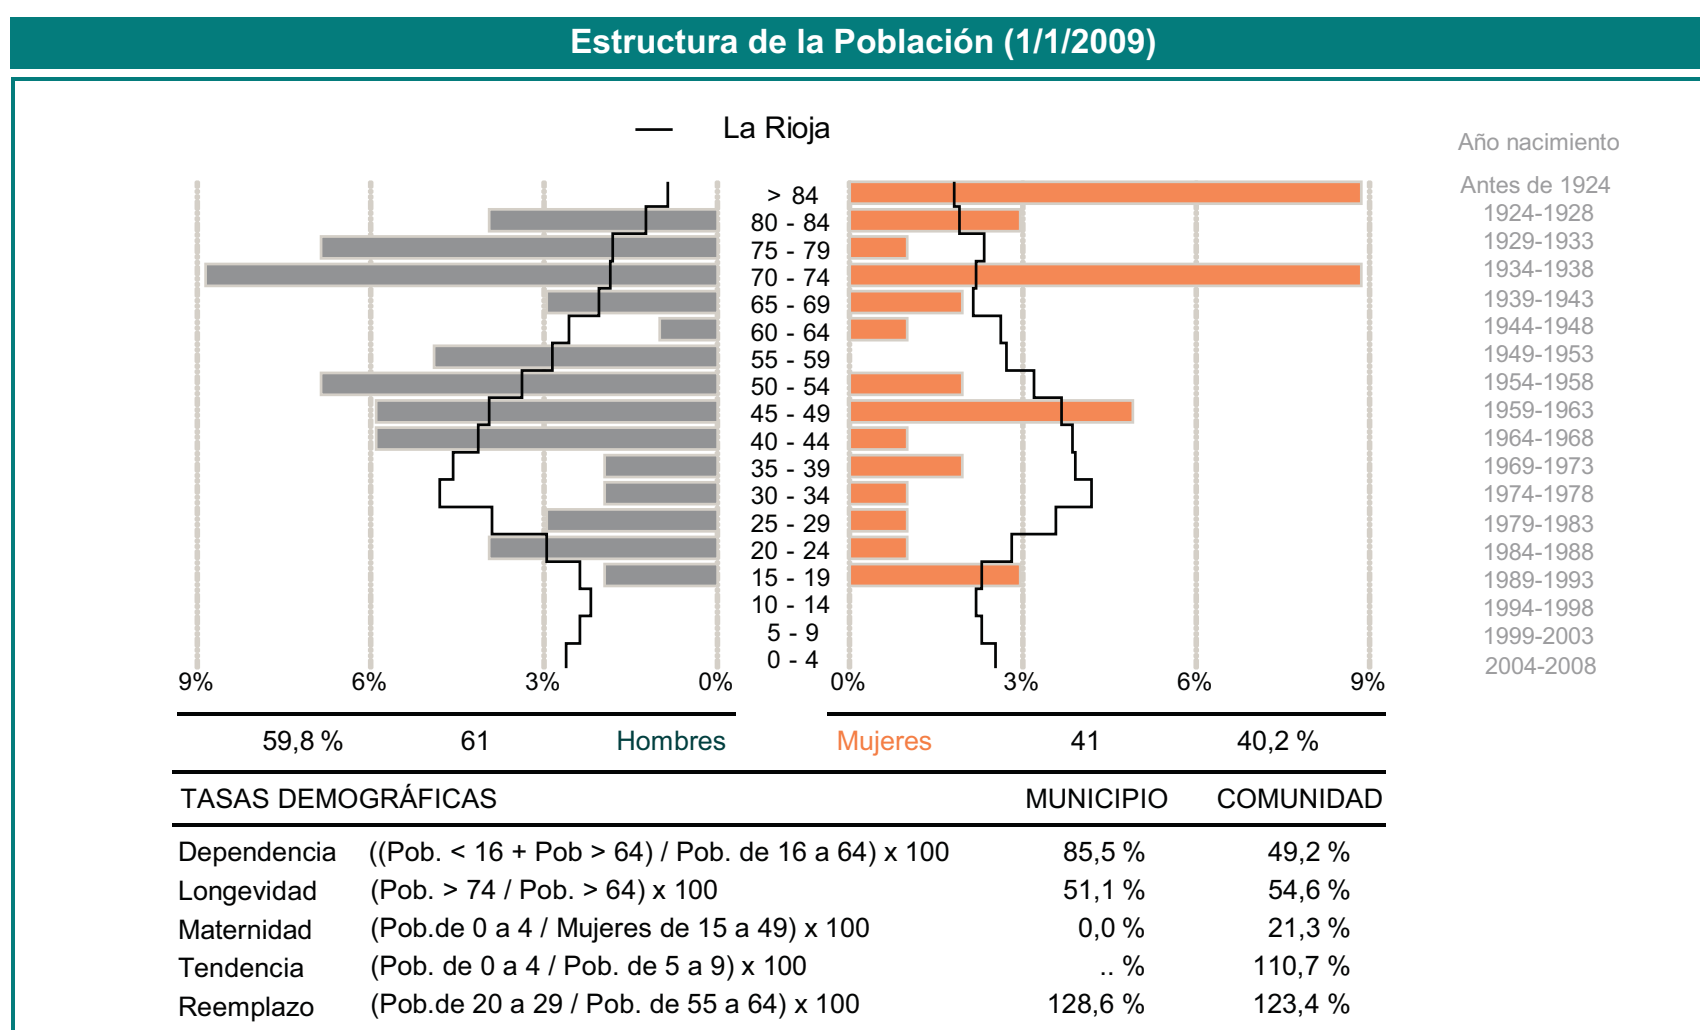 Estructura de la Población (1/1/2009)
La Rioja
Año nacimiento
> 84 Antes de 1924
80 - 84 1924-1928
75 - 79 1929-1933
70 - 74 1934-1938
65 - 69 1939-1943
60 - 64 1944-1948
55 - 59 1949-1953
50 - 54 1954-1958
45 - 49 1959-1963
40 - 44 1964-1968
35 - 39 1969-1973
30 - 34 1974-1978
25 - 29 1979-1983
20 - 24 1984-1988
15 - 19 1989-1993
10 - 14 1994-1998
5 - 9 1999-2003
0 - 4 2004-2008
9% 6% 3% 0% 0% 3% 6% 9%
59,8 % 61 Hombres Mujeres 41 40,2 %
TASAS DEMOGRÁFICAS MUNICIPIO COMUNIDAD
Dependencia ((Pob. < 16 + Pob > 64) / Pob. de 16 a 64) x 100 85,5 % 49,2 %
Longevidad (Pob. > 74 / Pob. > 64) x 100 51,1 % 54,6 %
Maternidad (Pob.de 0 a 4 / Mujeres de 15 a 49) x 100 0,0 % 21,3 %
Tendencia (Pob. de 0 a 4 / Pob. de 5 a 9) x 100 .. % 110,7 %
Reemplazo (Pob.de 20 a 29 / Pob. de 55 a 64) x 100 128,6 % 123,4 %